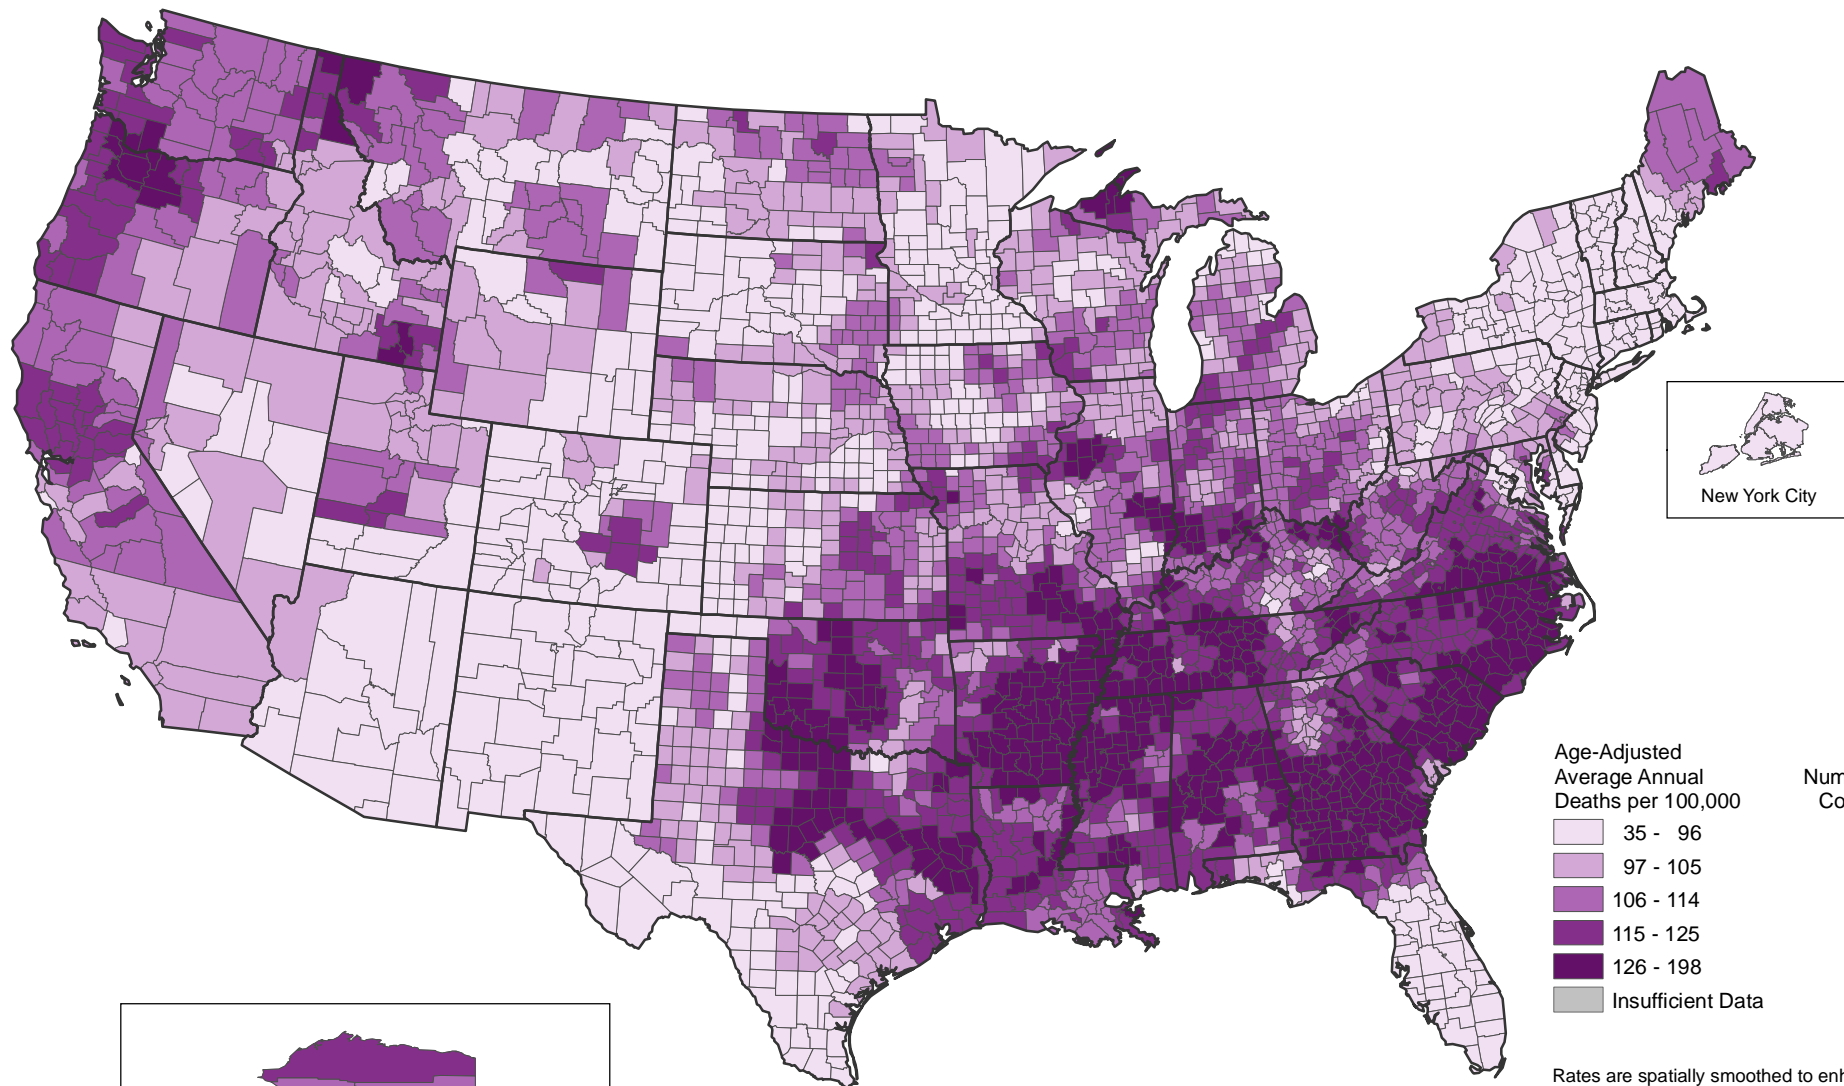 New York City
Age-Adjusted
Average Annual
Deaths per 100,000
35 - 96
97 - 105
106 - 114
115 - 125
126 - 198
Insufficient Data
Rates are spatially smoothed to